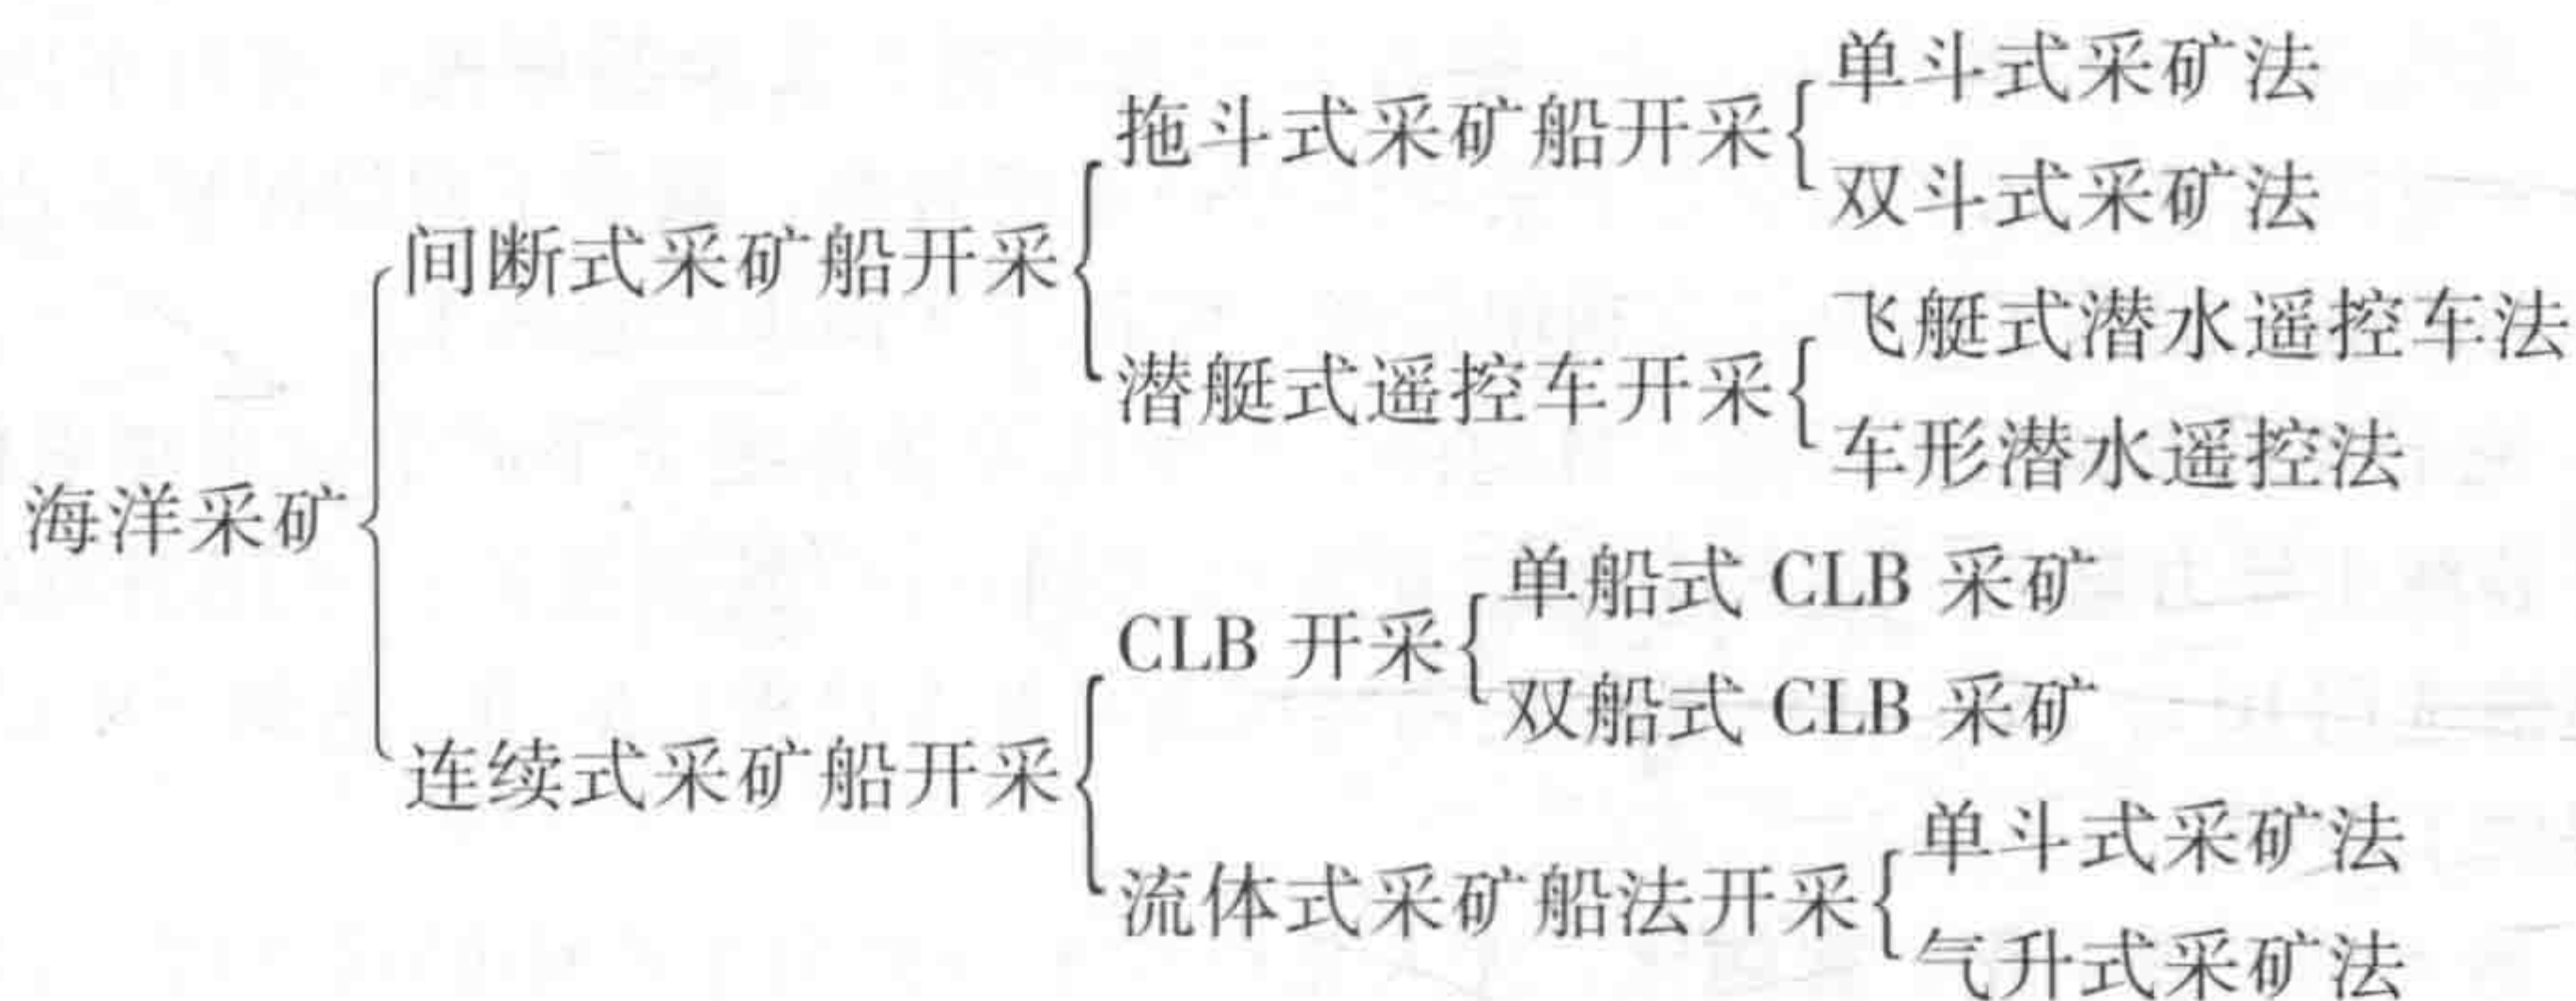 单斗式采矿法
拖斗式采矿船开采
双斗式采矿法
间断式采矿船开采
飞艇式潜水遥控车法
潜艇式遥控车开采
车形潜水遥控法
海洋采矿
单船式 CLB 采矿
CLB 开采
双船式 CLB 采矿
连续式采矿船开采
单斗式采矿法
流体式采矿船法开采
气升式采矿法